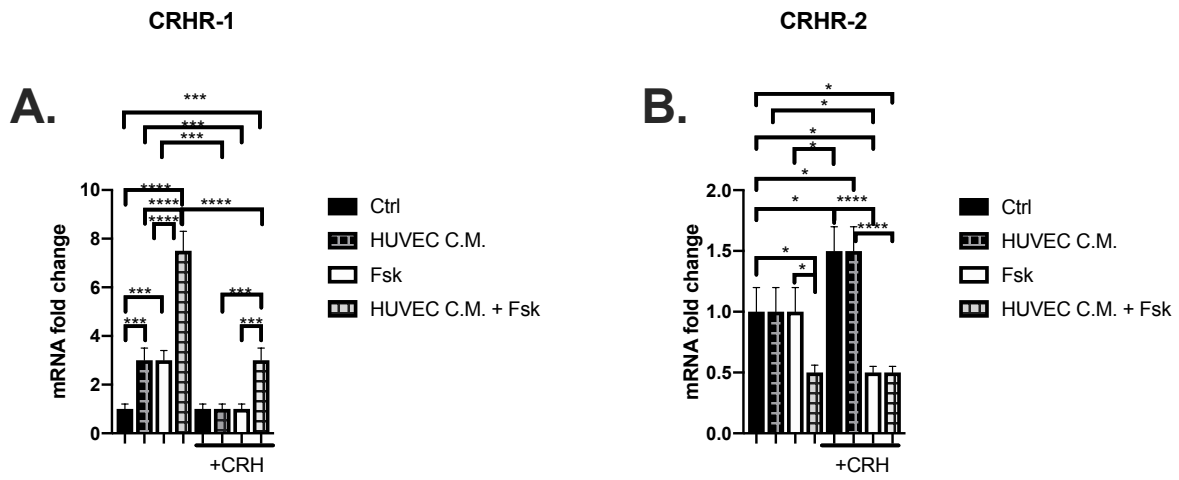 CRHR-1
CRHR-2
A.
***
***
***
****
****
****
****
***
***
***
***
mRNA fold change
10
8
6
4
2
0
+CRH
Ctrl
HUVEC C.M.
Fsk
HUVEC C.M. + Fsk
B.
*
*
*
*
*
*
****
****
*
*
mRNA fold change
2.0
1.5
1.0
0.5
0.0
+CRH
Ctrl
HUVEC C.M.
Fsk
HUVEC C.M. + Fsk